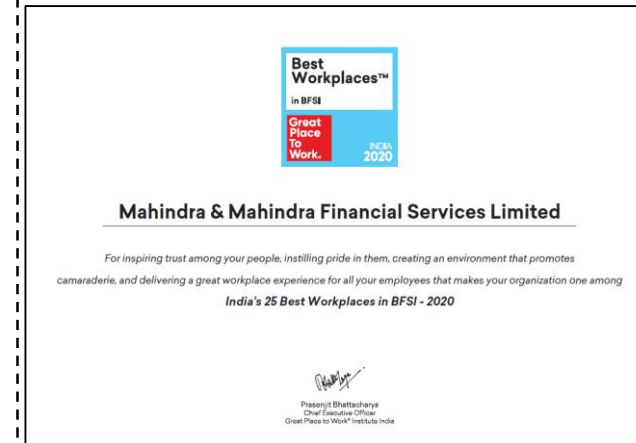 Best
Workplaces™
in BFSI
Great
Place
To
Work.
INDIA
2020
Mahindra & Mahindra Financial Services Limited
For inspiring trust among your people, instilling pride in them, creating an environment that promotes
camaraderie, and delivering a great workplace experience for all your employees that makes your organization one among
India's 25 Best Workplaces in BFSI - 2020
Prasenjit Bhattacharya
Chief Executive Officer
Great Place to Work® Institute India